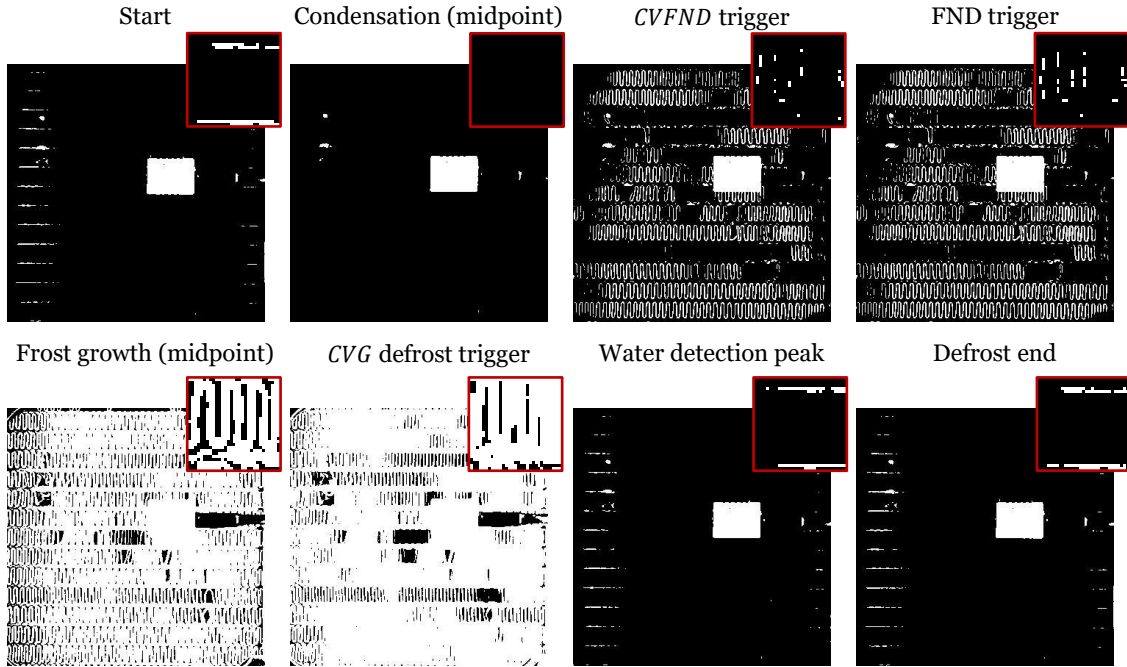 Start
Condensation (midpoint)
CVFND trigger
FND trigger
Frost growth (midpoint)
CVG defrost trigger
Water detection peak
Defrost end